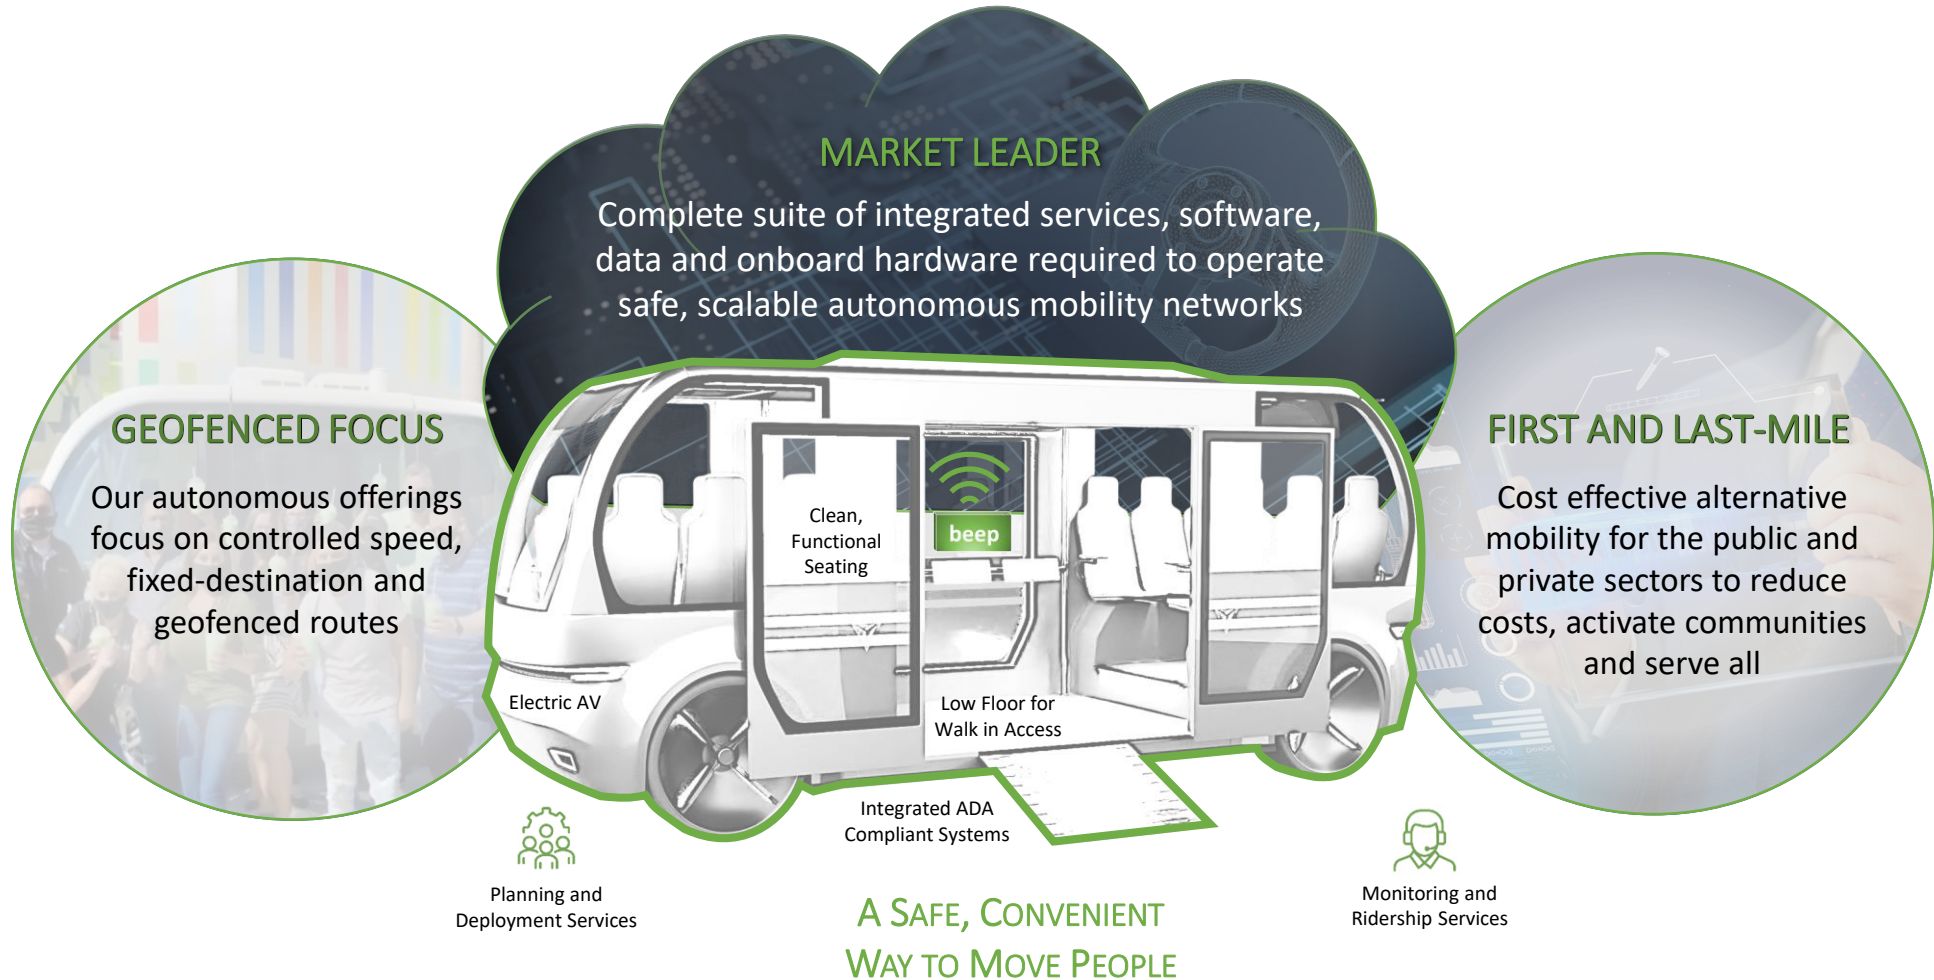 MARKET LEADER
Complete suite of integrated services, software,
data and onboard hardware required to operate
safe, scalable autonomous mobility networks
GEOFENCED FOCUS
Our autonomous offerings
focus on controlled speed,
fixed-destination and
geofenced routes
FIRST AND LAST-MILE
Cost effective alternative
mobility for the public and
private sectors to reduce
costs, activate communities
and serve all
Clean,
Functional
Seating
beep
Electric AV
Low Floor for
Walk in Access
Integrated ADA
Compliant Systems
Planning and
Deployment Services
Monitoring and
Ridership Services
A SAFE, CONVENIENT
WAY TO MOVE PEOPLE